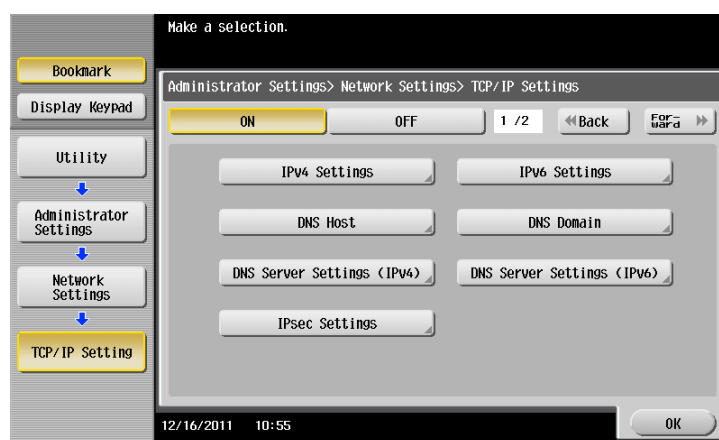 Make a selection.
Bookmark
Display Keypad
Administrator Settings> Network Settings> TCP/IP Settings
ON
OFF
1 /2
Back
For-
ward
Utility
Administrator
Settings
Network
Settings
TCP/IP Setting
IPv4 Settings
IPv6 Settings
DNS Host
DNS Domain
DNS Server Settings (IPv4)
DNS Server Settings (IPv6)
IPsec Settings
12/16/2011 10:55
OK